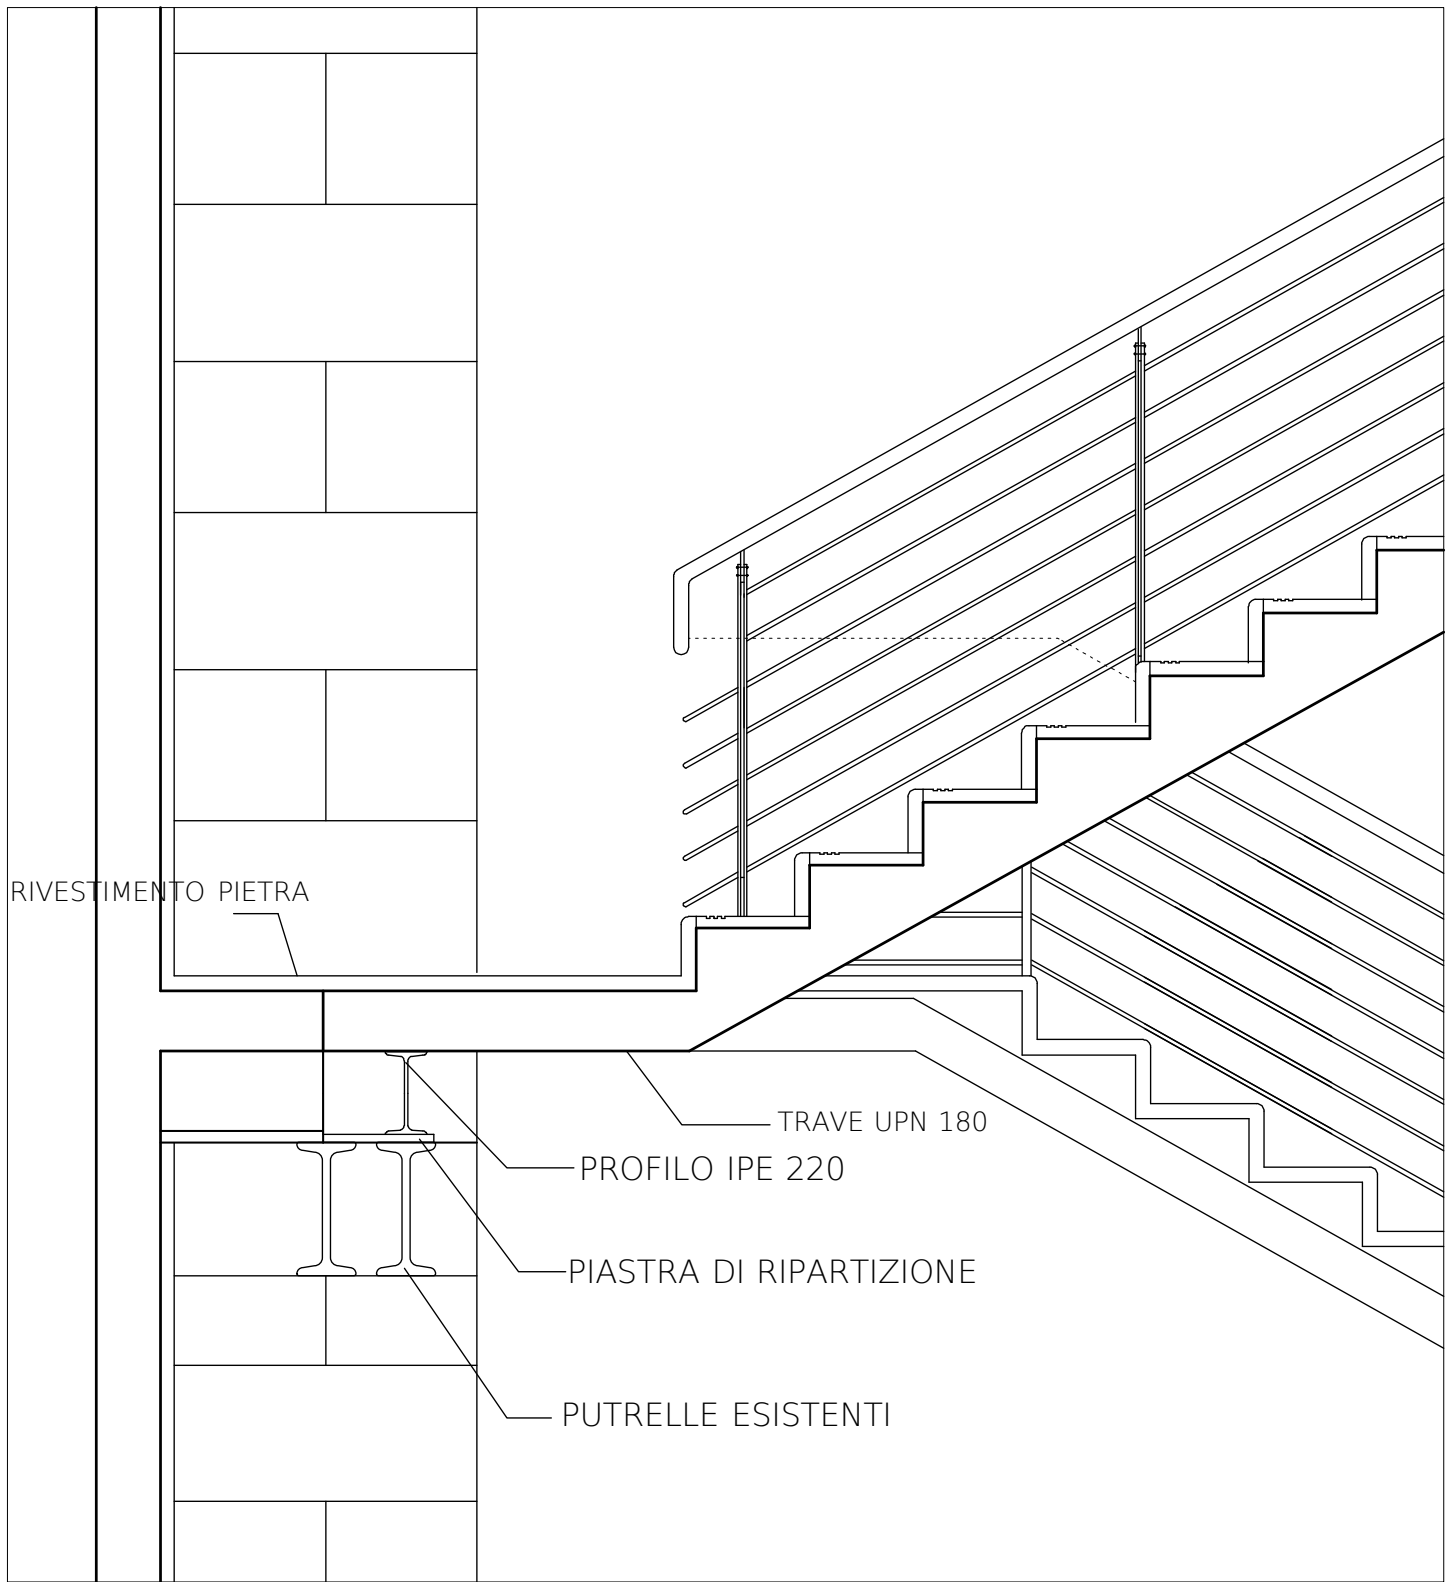 RIVESTIMENTO PIETRA
TRAVE UPN 180
PROFILO IPE 220
PIASTRA DI RIPARTIZIONE
PUTRELLE ESISTENTI